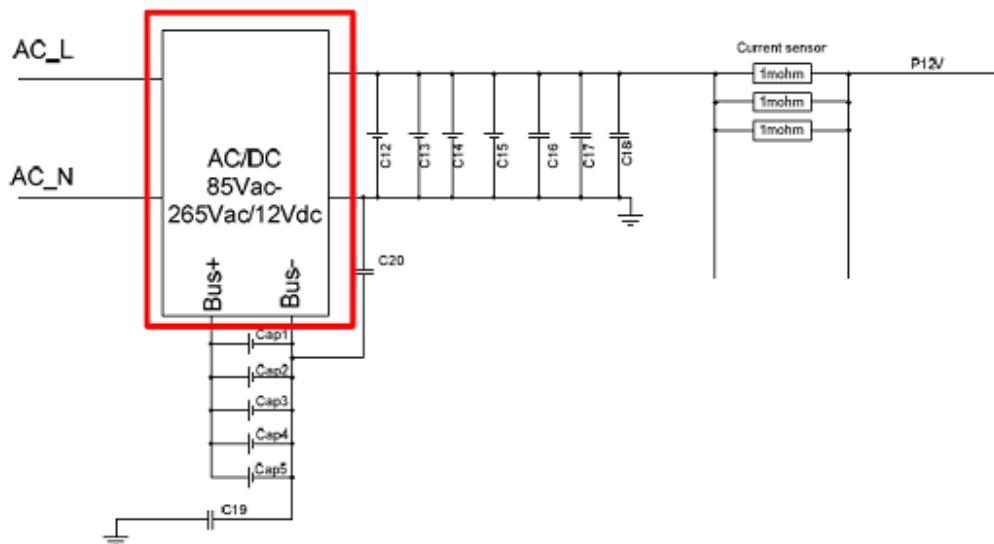 AC_L
Current sensor
P12V
1mohm
1mohm
1mohm
C12
C13
C14
C15
C16
C17
C18
AC_N
AC/DC
85Vac-
265Vac/12Vdc
Bus+
Bus-
C20
Cap1
Cap2
Cap3
Cap4
Cap5
C19